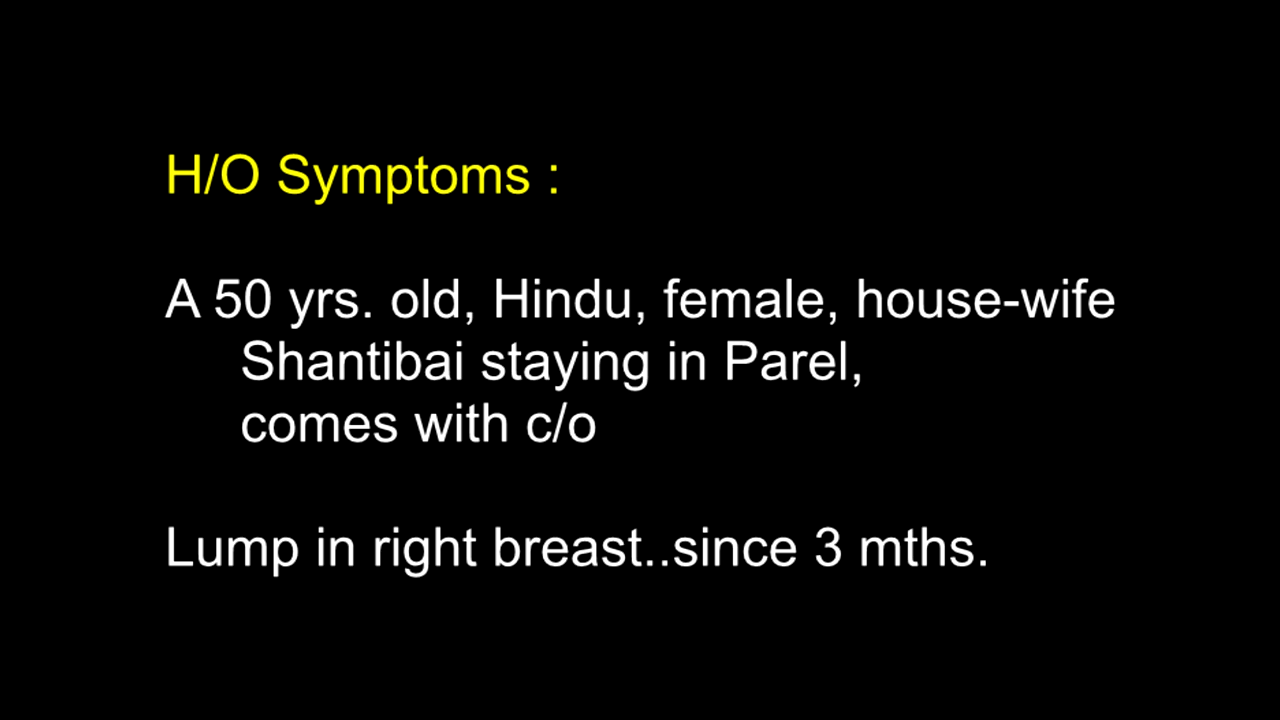 H/O Symptoms :
A 50 yrs. old, Hindu, female, house-wife
Shantibai staying in Parel,
comes with c/o
Lump in right breast..since 3 mths.